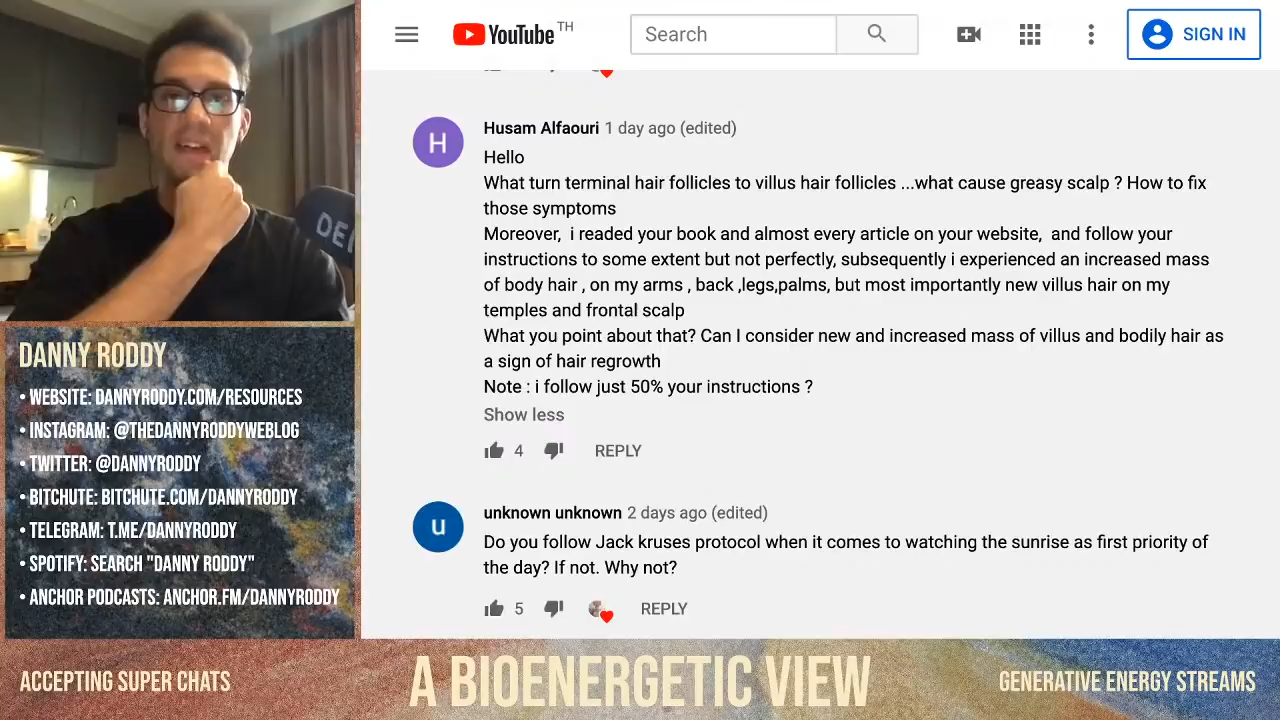 YouTube TH
Search
SIGN IN
H
Husam Alfaouri 1 day ago (edited)
Hello
What turn terminal hair follicles to villus hair follicles ...what cause greasy scalp ? How to fix
those symptoms
Moreover, i readed your book and almost every article on your website, and follow your
instructions to some extent but not perfectly, subsequently i experienced an increased mass
of body hair , on my arms , back ,legs,palms, but most importantly new villus hair on my
temples and frontal scalp
What you point about that? Can I consider new and increased mass of villus and bodily hair as
a sign of hair regrowth
Note : i follow just 50% your instructions ?
Show less
4 REPLY
u
unknown unknown 2 days ago (edited)
Do you follow Jack kruses protocol when it comes to watching the sunrise as first priority of
the day? If not. Why not?
5 REPLY
DANNY RODDY
• WEBSITE: DANNYRODDY.COM/RESOURCES
• INSTAGRAM: @THEDANNYRODDYWEBLOG
• TWITTER: @DANNYRODDY
• BITCHUTE: BITCHUTE.COM/DANNYRODDY
• TELEGRAM: T.ME/DANNYRODDY
• SPOTIFY: SEARCH "DANNY RODDY"
• ANCHOR PODCASTS: ANCHOR.FM/DANNYRODDY
ACCEPTING SUPER CHATS
A BIOENERGETIC VIEW
GENERATIVE ENERGY STREAMS